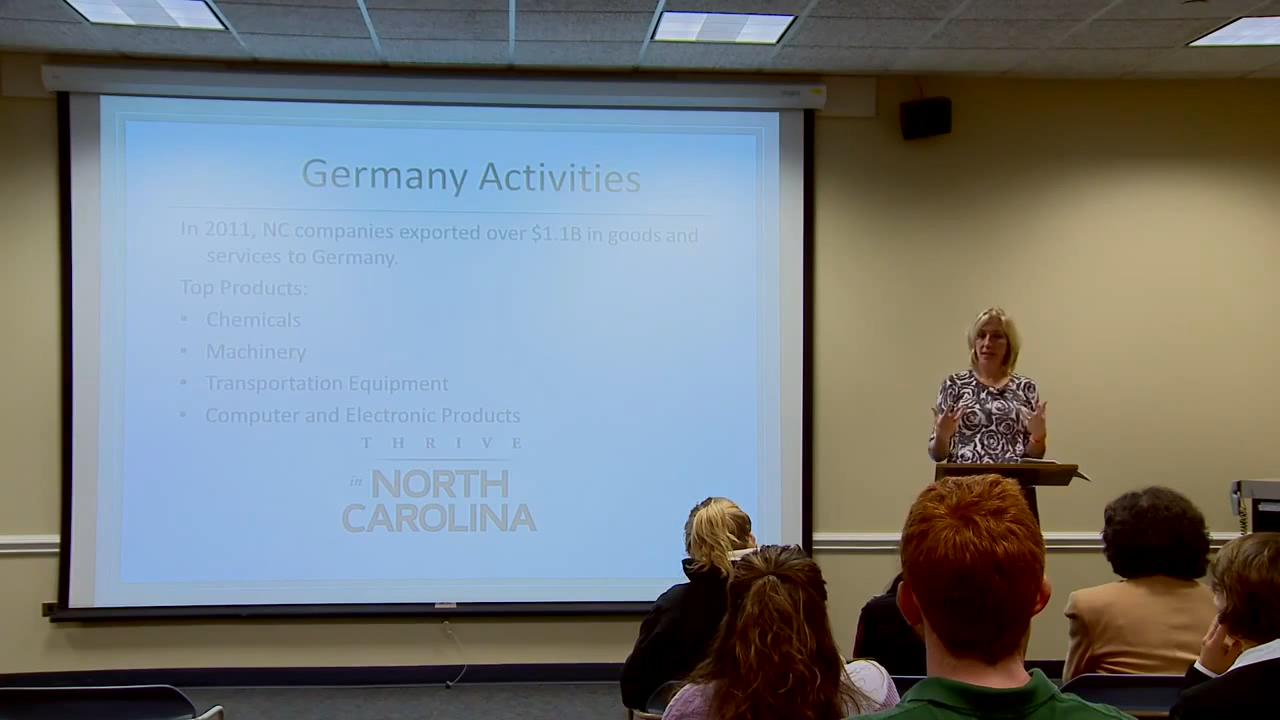 Germany Activities
In 2011, NC companies exported over $1.1B in goods and
services to Germany.
Top Products:
• Chemicals
• Machinery
• Transportation Equipment
• Computer and Electronic Products
THRIVE
in NORTH
CAROLINA